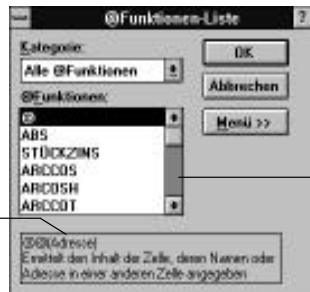 @Funktionen-Liste ?
Kategorie:
OK
Alle @Funktionen
Abbrechen
@Funktionen:
Menü >>
@
ABS
STÜCKZINS
ARCCOS
ARCOSH
ARCCOT
@@(Adresse)
Ermittelt den Inhalt der Zelle, deren Namen oder
Adresse in einer anderen Zelle angegeben